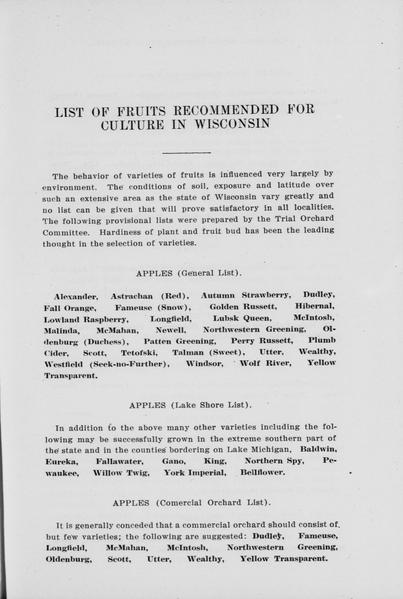 LIST OF FRUITS RECOMMENDED FOR
CULTURE IN WISCONSIN
The behavior of varieties of fruits is influenced very largely by
environment. The conditions of soil, exposure and latitude over
such an extensive area as the state of Wisconsin vary greatly and
no list can be given that will prove satisfactory in all localities.
The following provisional lists were prepared by the Trial Orchard
Committee. Hardiness of plant and fruit bud has been the leading
thought in the selection of varieties.
APPLES (General List).
Alexander, Astrachan (Red), Autumn Strawberry, Dudley,
Fall Orange, Fameuse (Snow), Golden Russett, Hibernal,
Lowland Raspberry, Longfield, Lubsk Queen, McIntosh,
Malinda, McMahan, Newell, Northwestern Greening, Ol-
denburg (Duchess), Patten Greening, Perry Russett, Plumb
Cider, Scott, Tetofski, Talman (Sweet), Utter, Wealthy,
Westfield (Seek-no-Further), Windsor, Wolf River, Yellow
Transparent.
APPLES (Lake Shore List).
In addition to the above many other varieties including the fol-
lowing may be successfully grown in the extreme southern part of
the state and in the counties bordering on Lake Michigan, Baldwin,
Eureka, Fallawater, Gano, King, Northern Spy, Pe-
waukee, Willow Twig, York Imperial, Bellflower.
APPLES (Comercial Orchard List).
It is generally conceded that a commercial orchard should consist of
but few varieties; the following are suggested: Dudley, Fameuse,
Longfield, McMahan, McIntosh, Northwestern Greening,
Oldenburg, Scott, Utter, Wealthy, Yellow Transparent.